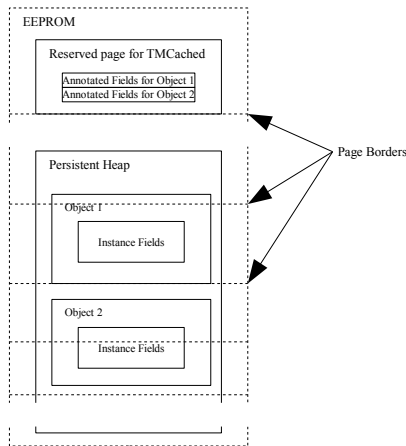 EEPROM
Reserved page for TMCached
Annotated Fields for Object 1
Annotated Fields for Object 2
Page Borders
Persistent Heap
Object 1
Instance Fields
Object 2
Instance Fields